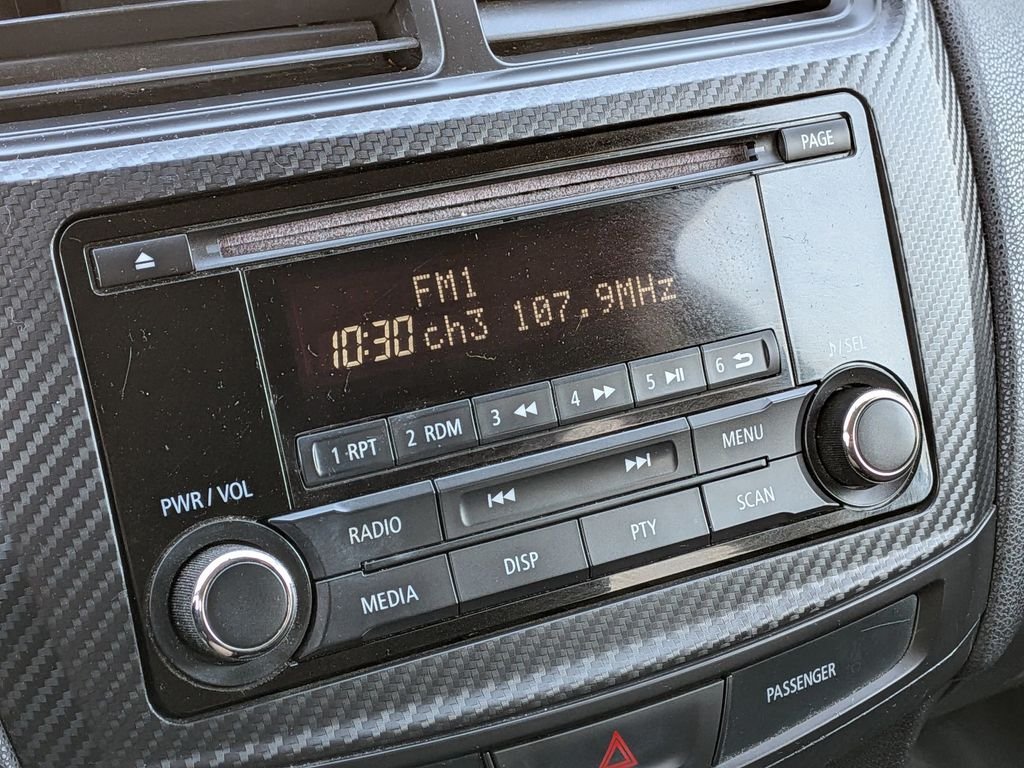 PAGE
FM1
10:30 ch3 107.9MHz
♪/SEL
1 RPT
2 RDM
3
4
5
6
PWR / VOL
RADIO
MENU
MEDIA
DISP
PTY
SCAN
PASSENGER